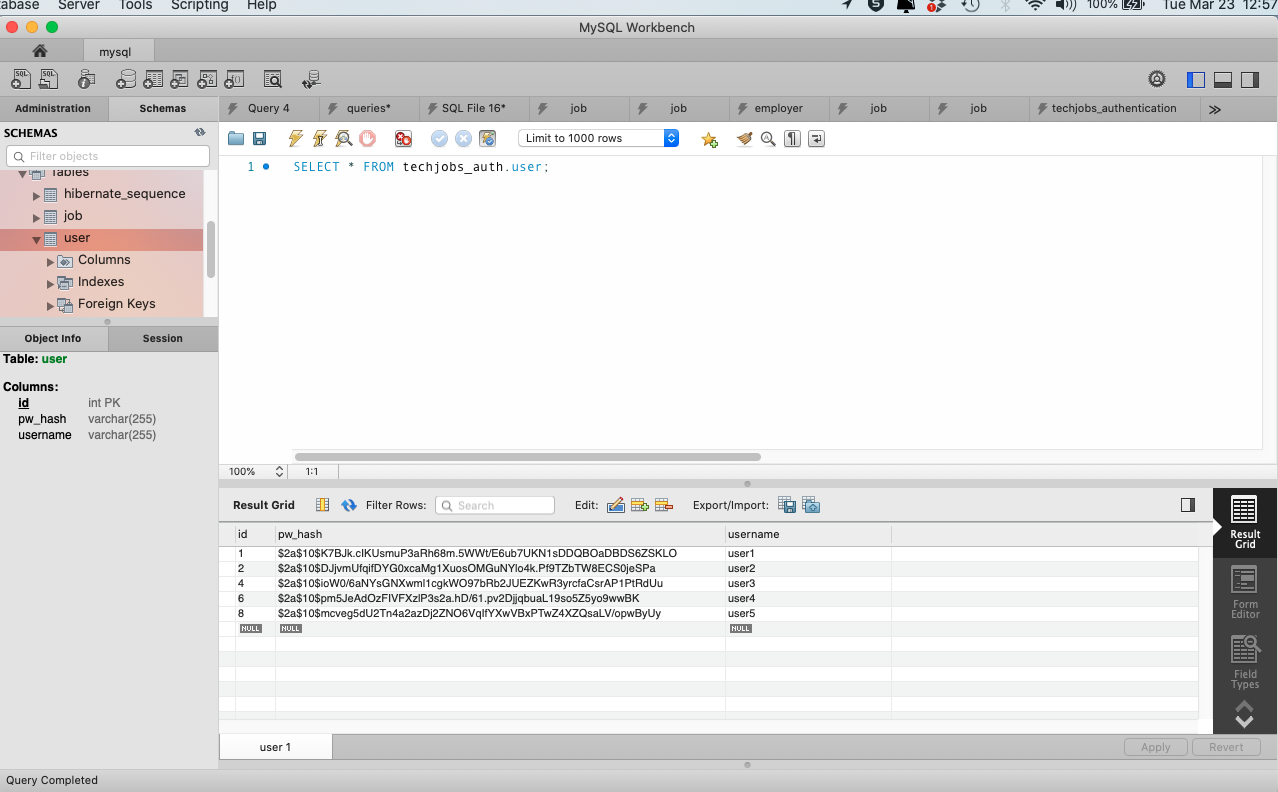 abase Server Tools Scripting Help 100% Tue Mar 23 12:57
MySQL Workbench
mysql
Administration Schemas Query 4 queries* SQL File 16* job job employer job job techjobs_authentication
SCHEMAS
Limit to 1000 rows
Filter objects
1 SELECT * FROM techjobs_auth.user;
Tables
hibernate_sequence
job
user
Columns
Indexes
Foreign Keys
Object Info Session
Table: user
Columns:
id int PK
pw_hash varchar(255)
username varchar(255)
100% 1:1
Result Grid Filter Rows: Search Edit: Export/Import:
id pw_hash username
1 $2a$10$K7BJk.cIKUsmuP3aRh68m.5WWt/E6ub7UKN1sDDQBOaDBDS6ZSKLO user1
2 $2a$10$DJjvmUfqifDYG0xcaMg1XuosOMGuNYlo4k.Pf9TZbTW8ECS0jeSPa user2
4 $2a$10$ioW0/6aNYsGNXwml1cgkWO97bRb2JUEZKwR3yrcfaCsrAP1PtRdUu user3
6 $2a$10$pm5JeAdOzFIVFXzlP3s2a.hD/61.pv2DjjqbuaL19so5Z5yo9wwBK user4
8 $2a$10$mcveg5dU2Tn4a2azDj2ZNO6VqIfYXwVBxPTwZ4XZQsaLV/opwByUy user5
NULL NULL NULL
Result
Grid
Form
Editor
Field
Types
user 1 Apply Revert
Query Completed